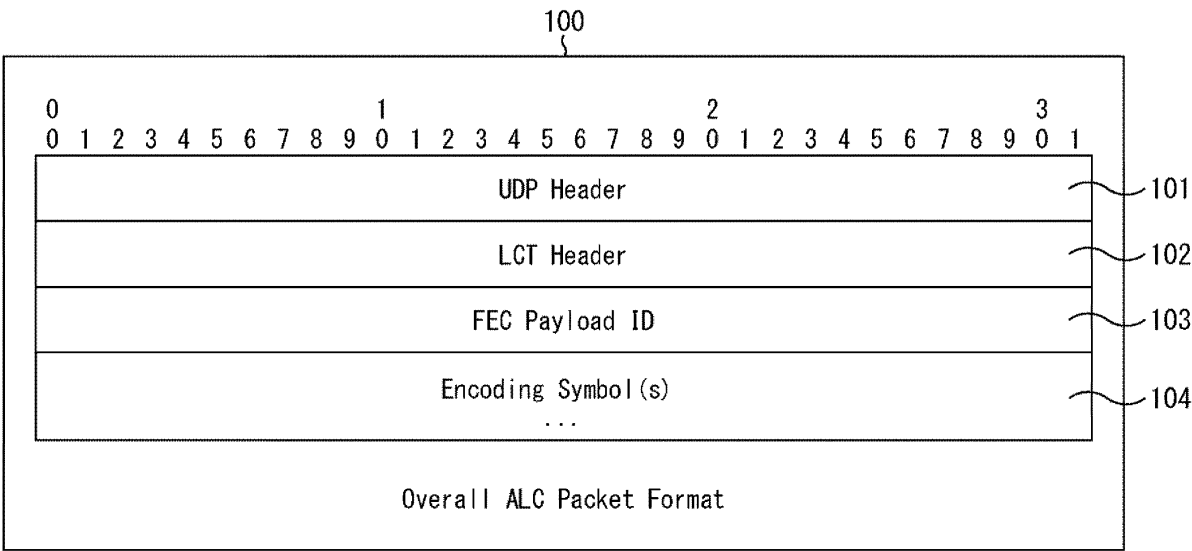 100
0 1 2 3
0 1 2 3 4 5 6 7 8 9 0 1 2 3 4 5 6 7 8 9 0 1 2 3 4 5 6 7 8 9 0 1
UDP Header 101
LCT Header 102
FEC Payload ID 103
Encoding Symbol(s) 104
...
Overall ALC Packet Format